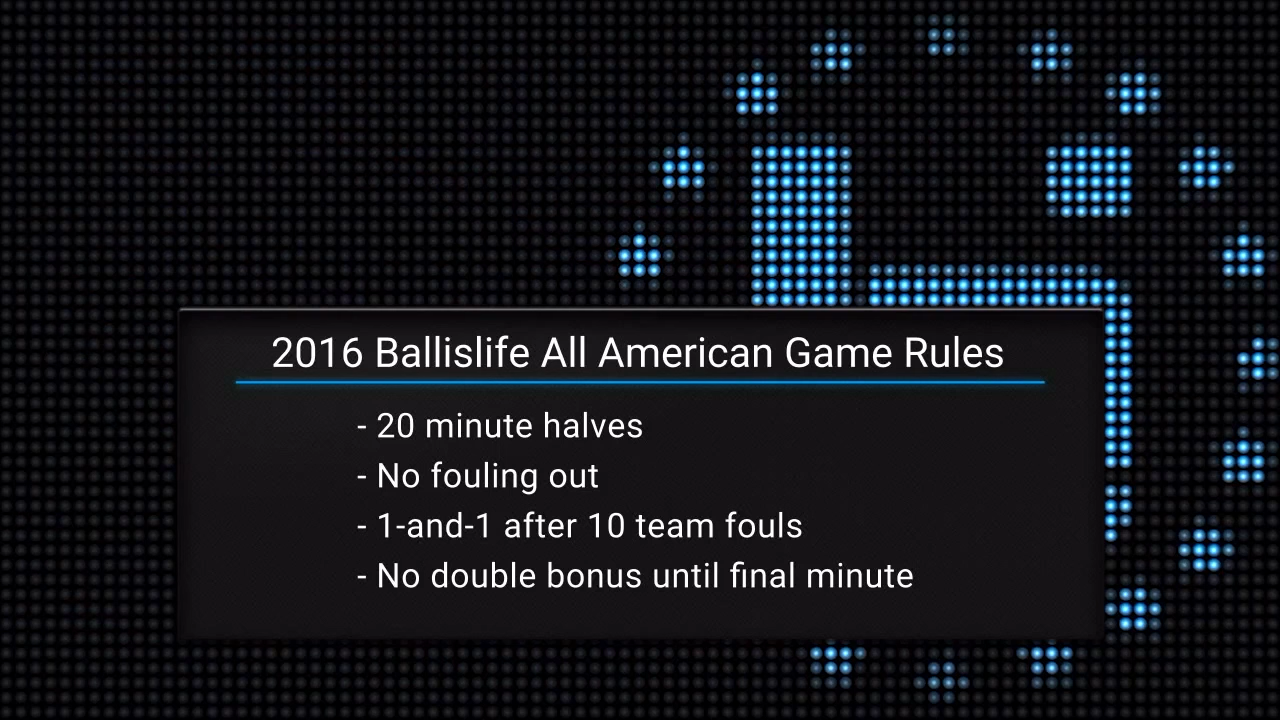 2016 Ballislife All American Game Rules
- 20 minute halves
- No fouling out
- 1-and-1 after 10 team fouls
- No double bonus until final minute